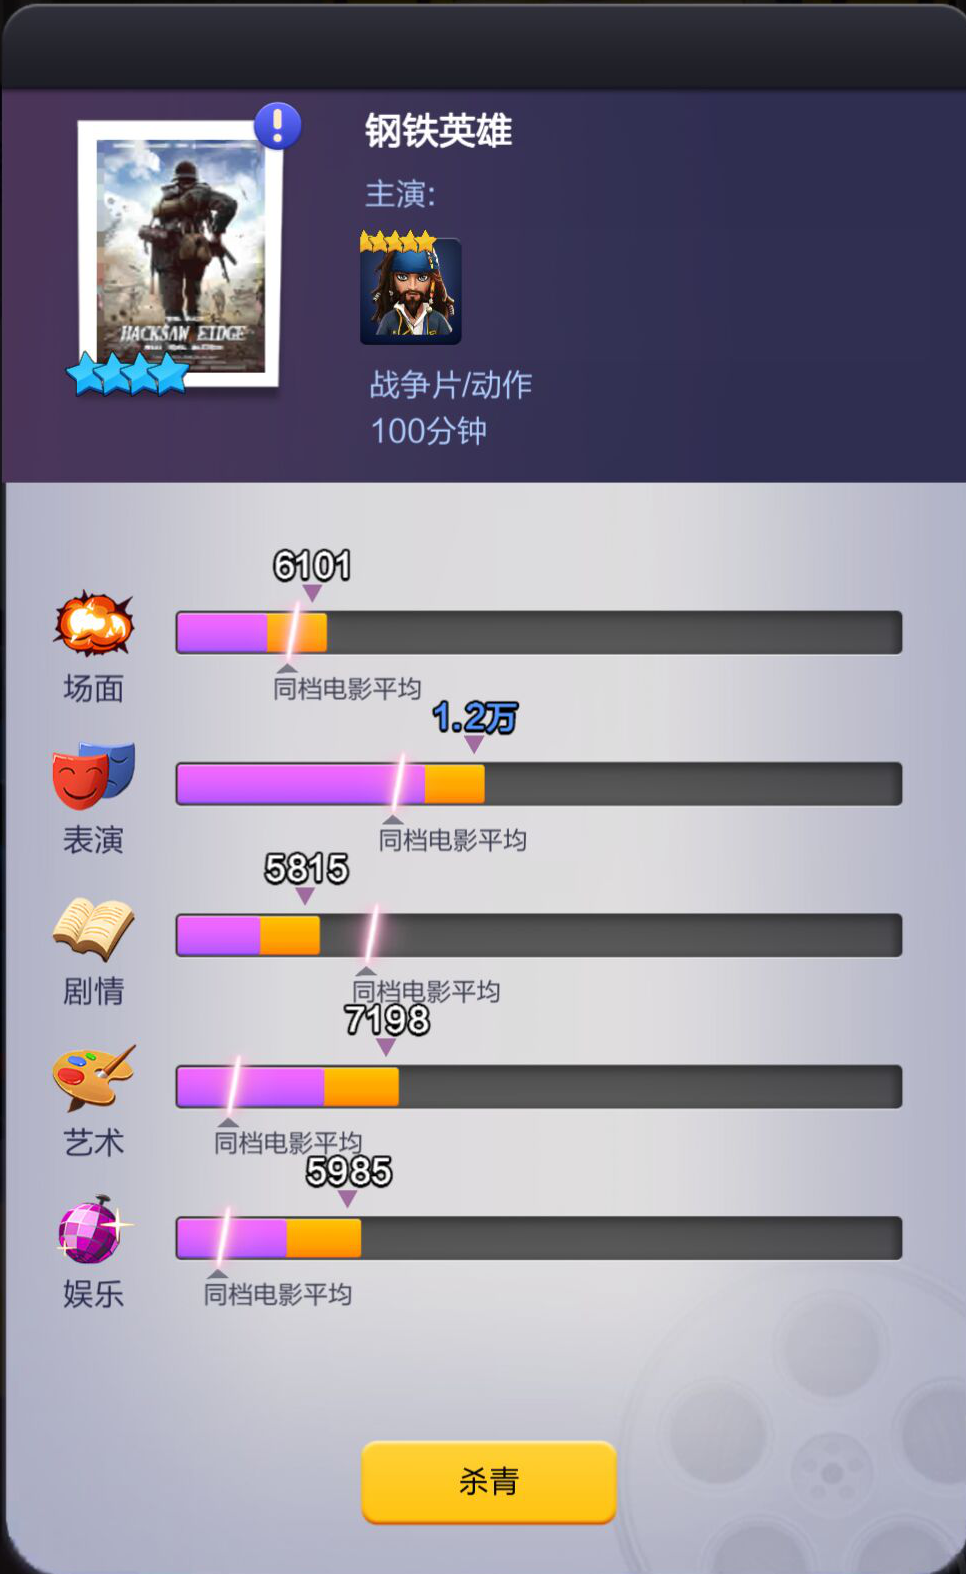 钢铁英雄
主演:
HACKSAW EIDGE
战争片/动作
100分钟
6101
场面
同档电影平均
1.2万
表演
同档电影平均
5815
剧情
同档电影平均
7198
艺术
同档电影平均
5985
娱乐
同档电影平均
杀青